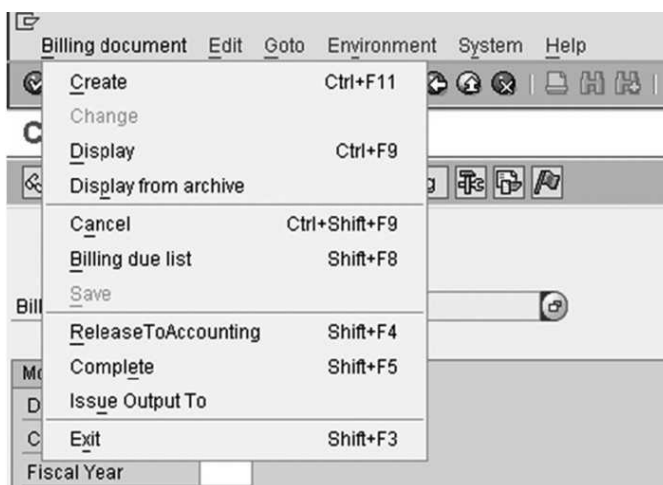 Billing document Edit Goto Environment System Help
Create Ctrl+F11
Change
Display Ctrl+F9
Display from archive
Cancel Ctrl+Shift+F9
Billing due list Shift+F8
Save
Bill
ReleaseToAccounting Shift+F4
Complete Shift+F5
Issue Output To
Exit Shift+F3
Fiscal Year